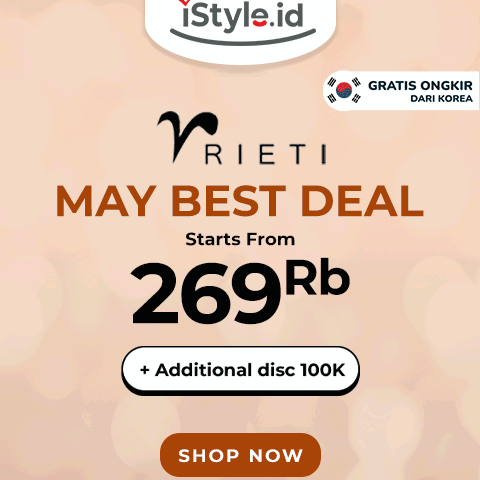 iStyle.id
GRATIS ONGKIR
DARI KOREA
RIETI
MAY BEST DEAL
Starts From
269Rb
+ Additional disc 100K
SHOP NOW